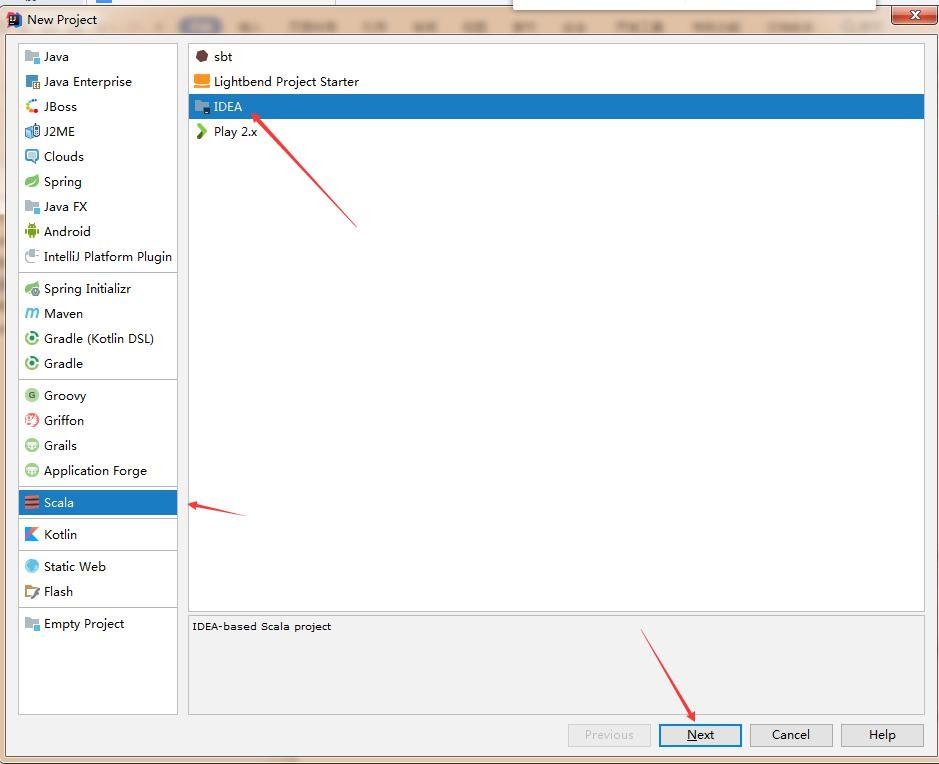 New Project
Java
Java Enterprise
JBoss
J2ME
Clouds
Spring
Java FX
Android
IntelliJ Platform Plugin
Spring Initializr
Maven
Gradle (Kotlin DSL)
Gradle
Groovy
Griffon
Grails
Application Forge
Scala
Kotlin
Static Web
Flash
Empty Project
sbt
Lightbend Project Starter
IDEA
Play 2.x
IDEA-based Scala project
Previous
Next
Cancel
Help